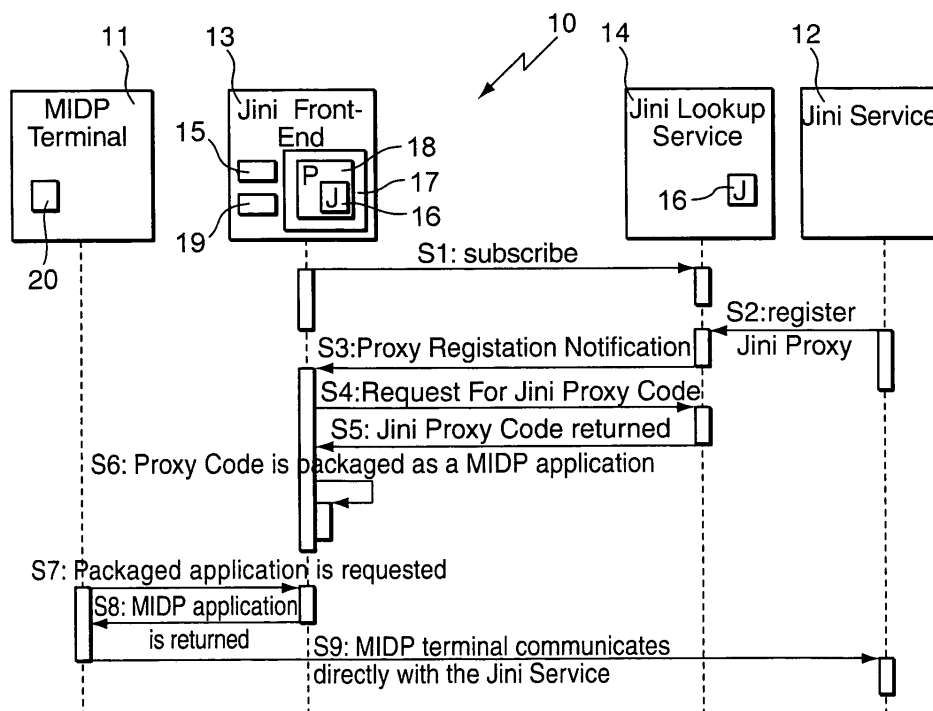 10
11
13
14
12
MIDP
Terminal
Jini Front-
End
Jini Lookup
Service
Jini Service
15
18
P
17
J
16
19
20
16
J
S1: subscribe
S2:register
Jini Proxy
S3:Proxy Registation Notification
S4:Request For Jini Proxy Code
S5: Jini Proxy Code returned
S6: Proxy Code is packaged as a MIDP application
S7: Packaged application is requested
S8: MIDP application
is returned
S9: MIDP terminal communicates
directly with the Jini Service